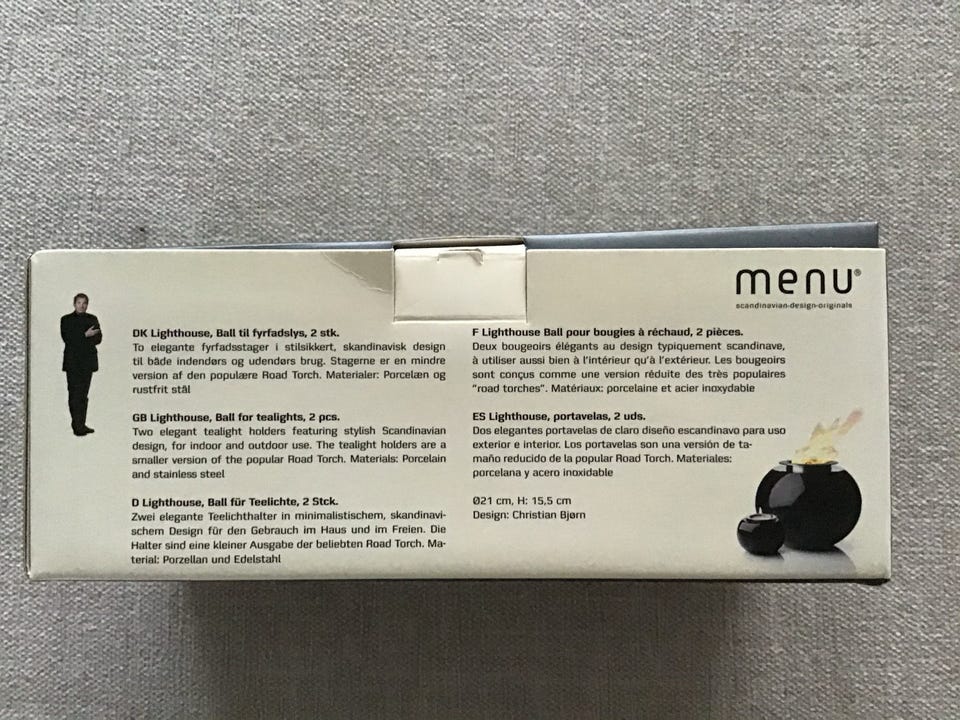 menu®
scandinavian-design-originals
DK Lighthouse, Ball til fyrfadslys, 2 stk.
To elegante fyrfadsstager i stilsikkert, skandinavisk design
til både indendørs og udendørs brug. Stagerne er en mindre
version af den populære Road Torch. Materialer: Porcelæn og
rustfrit stål
GB Lighthouse, Ball for tealights, 2 pcs.
Two elegant tealight holders featuring stylish Scandinavian
design, for indoor and outdoor use. The tealight holders are a
smaller version of the popular Road Torch. Materials: Porcelain
and stainless steel
D Lighthouse, Ball für Teelichte, 2 Stck.
Zwei elegante Teelichthalter in minimalistischem, skandinavi-
schem Design für den Gebrauch im Haus und im Freien. Die
Halter sind eine kleiner Ausgabe der beliebten Road Torch. Ma-
terial: Porzellan und Edelstahl
F Lighthouse Ball pour bougies à réchaud, 2 pièces.
Deux bougeoirs élégants au design typiquement scandinave,
à utiliser aussi bien à l'intérieur qu'à l'extérieur. Les bougeoirs
sont conçus comme une version réduite des très populaires
"road torches". Matériaux: porcelaine et acier inoxydable
ES Lighthouse, portavelas, 2 uds.
Dos elegantes portavelas de claro diseño escandinavo para uso
exterior e interior. Los portavelas son una versión de ta-
maño reducido de la popular Road Torch. Materiales:
porcelana y acero inoxidable
Ø21 cm, H: 15,5 cm
Design: Christian Bjørn